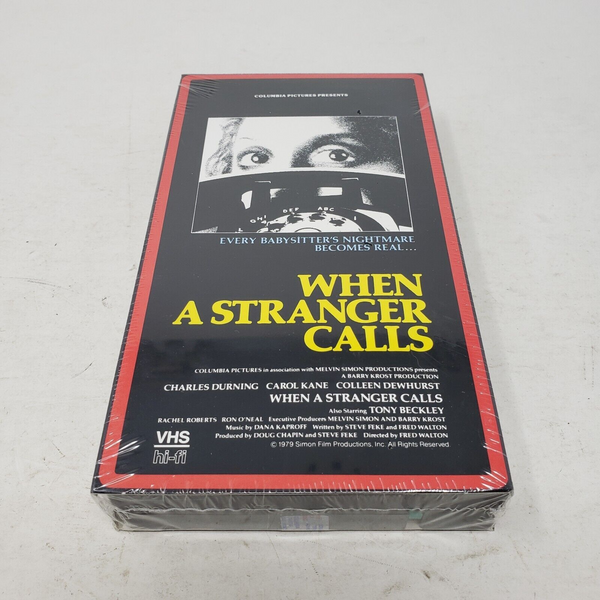 COLUMBIA PICTURES PRESENTS
GHI DEF ABC
EVERY BABYSITTER'S NIGHTMARE
BECOMES REAL...
WHEN
A STRANGER
CALLS
COLUMBIA PICTURES in association with MELVIN SIMON PRODUCTIONS presents
A BARRY KROST PRODUCTION
CHARLES DURNING CAROL KANE COLLEEN DEWHURST
WHEN A STRANGER CALLS
Also Starring TONY BECKLEY
RACHEL ROBERTS RON O'NEAL Executive Producers MELVIN SIMON AND BARRY KROST
Music by DANA KAPROFF Written by STEVE FEKE and FRED WALTON
Produced by DOUG CHAPIN and STEVE FEKE Directed by FRED WALTON
© 1979 Simon Film Productions, Inc. All Rights Reserved.
VHS
hi-fi